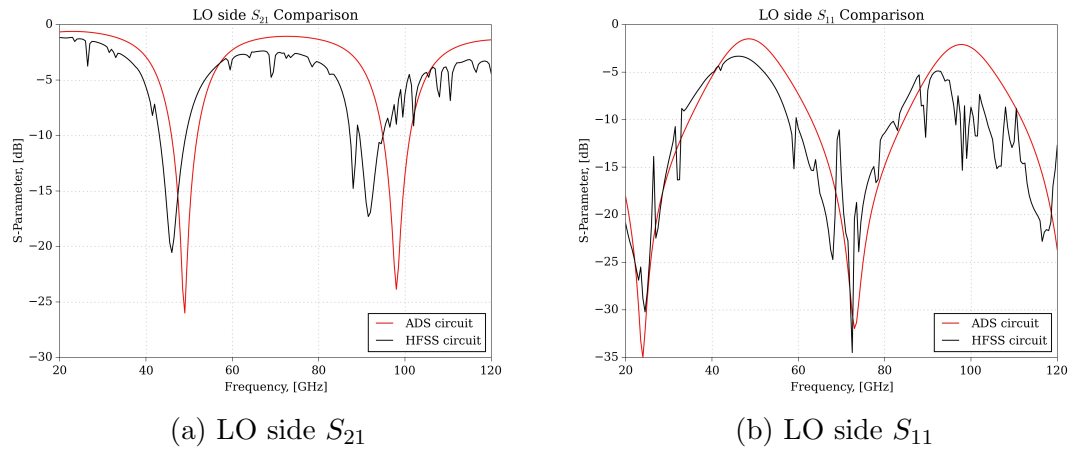 LO side S21 Comparison
0
−5
−10
−15
−20
−25
−30
S-Parameter, [dB]
20
40
60
80
100
120
Frequency, [GHz]
ADS circuit
HFSS circuit
(a) LO side S21
LO side S11 Comparison
0
−5
−10
−15
−20
−25
−30
−35
S-Parameter, [dB]
20
40
60
80
100
120
Frequency, [GHz]
ADS circuit
HFSS circuit
(b) LO side S11